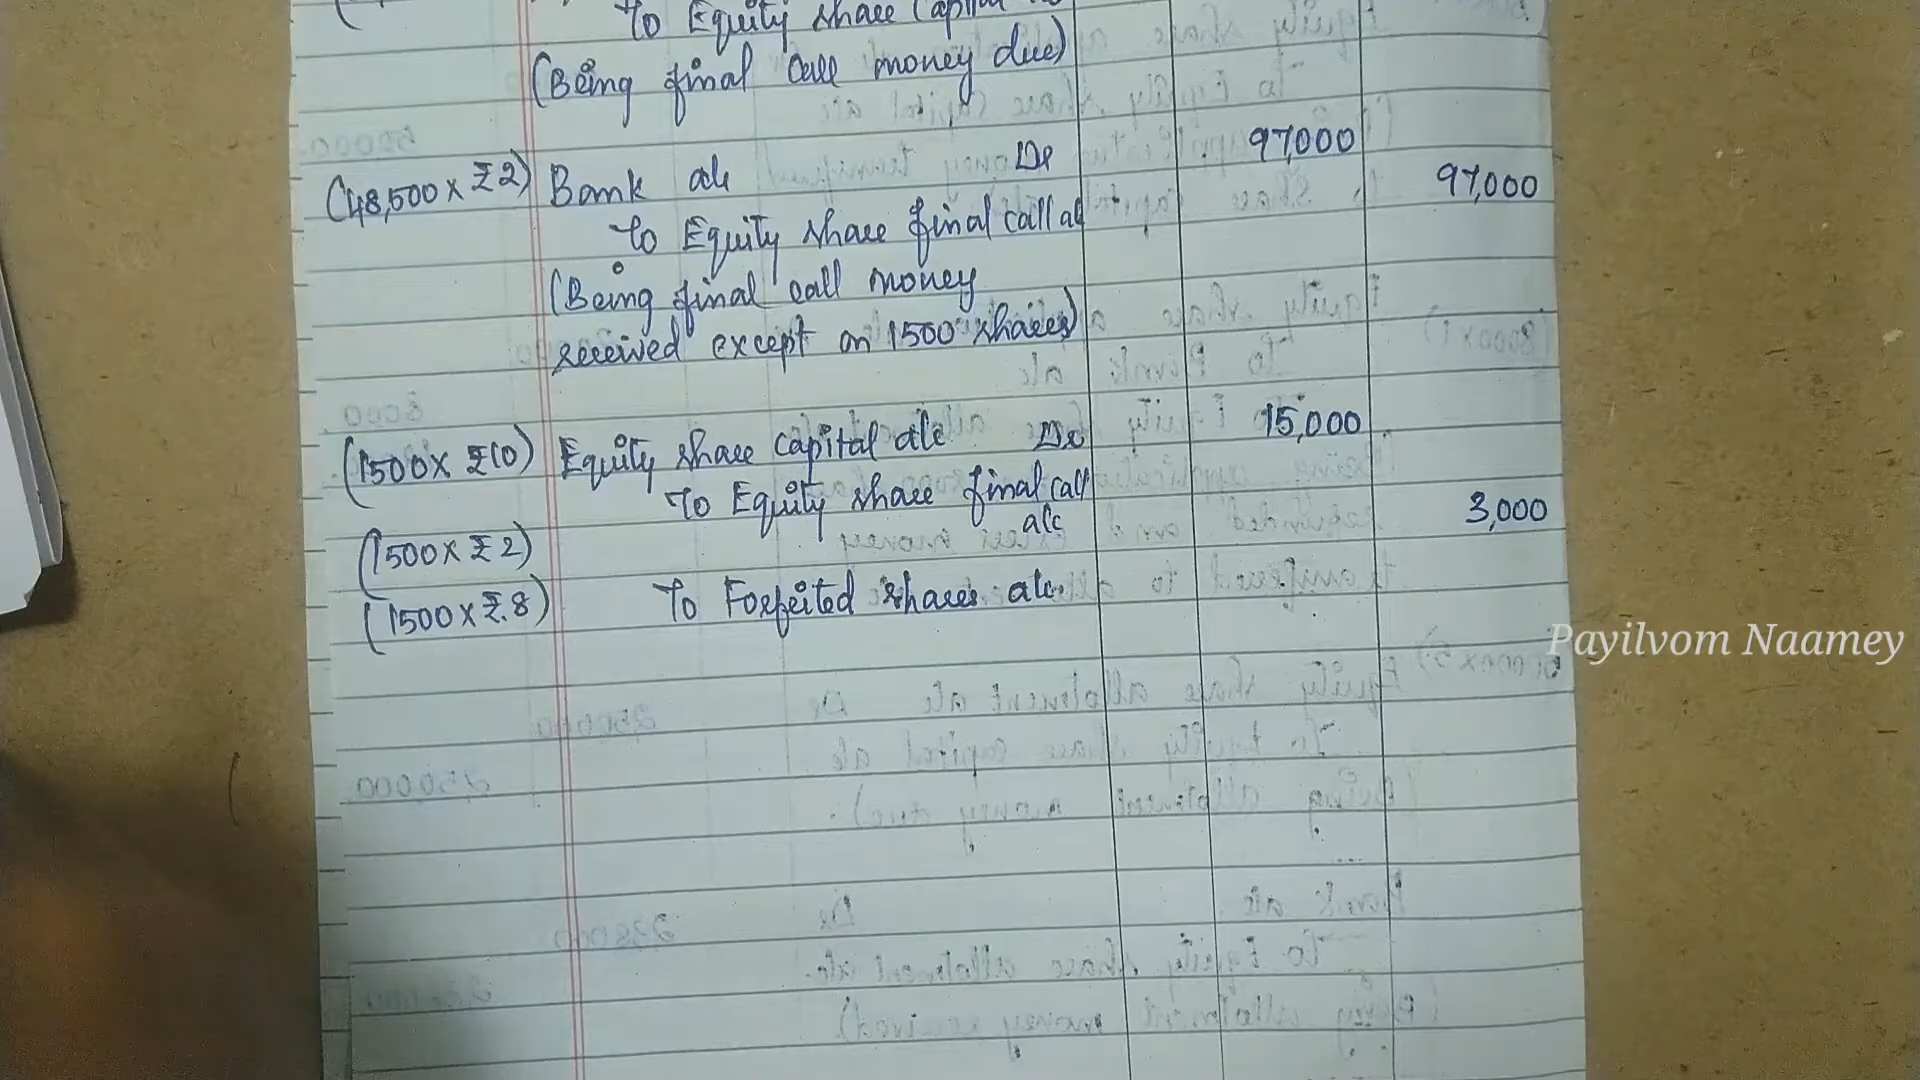 To Equity share Capital
(Being final call money due)
(48,500 x ₹2) Bank a/c Dr 97,000
To Equity share final call a/c 97,000
(Being final call money
received except on 1500 shares)
(1500 x ₹10) Equity share capital a/c Dr 15,000
To Equity share final call
a/c 3,000
(1500 x ₹2)
(1500 x ₹.8) To Forfeited shares a/c.
Payilvom Naamey